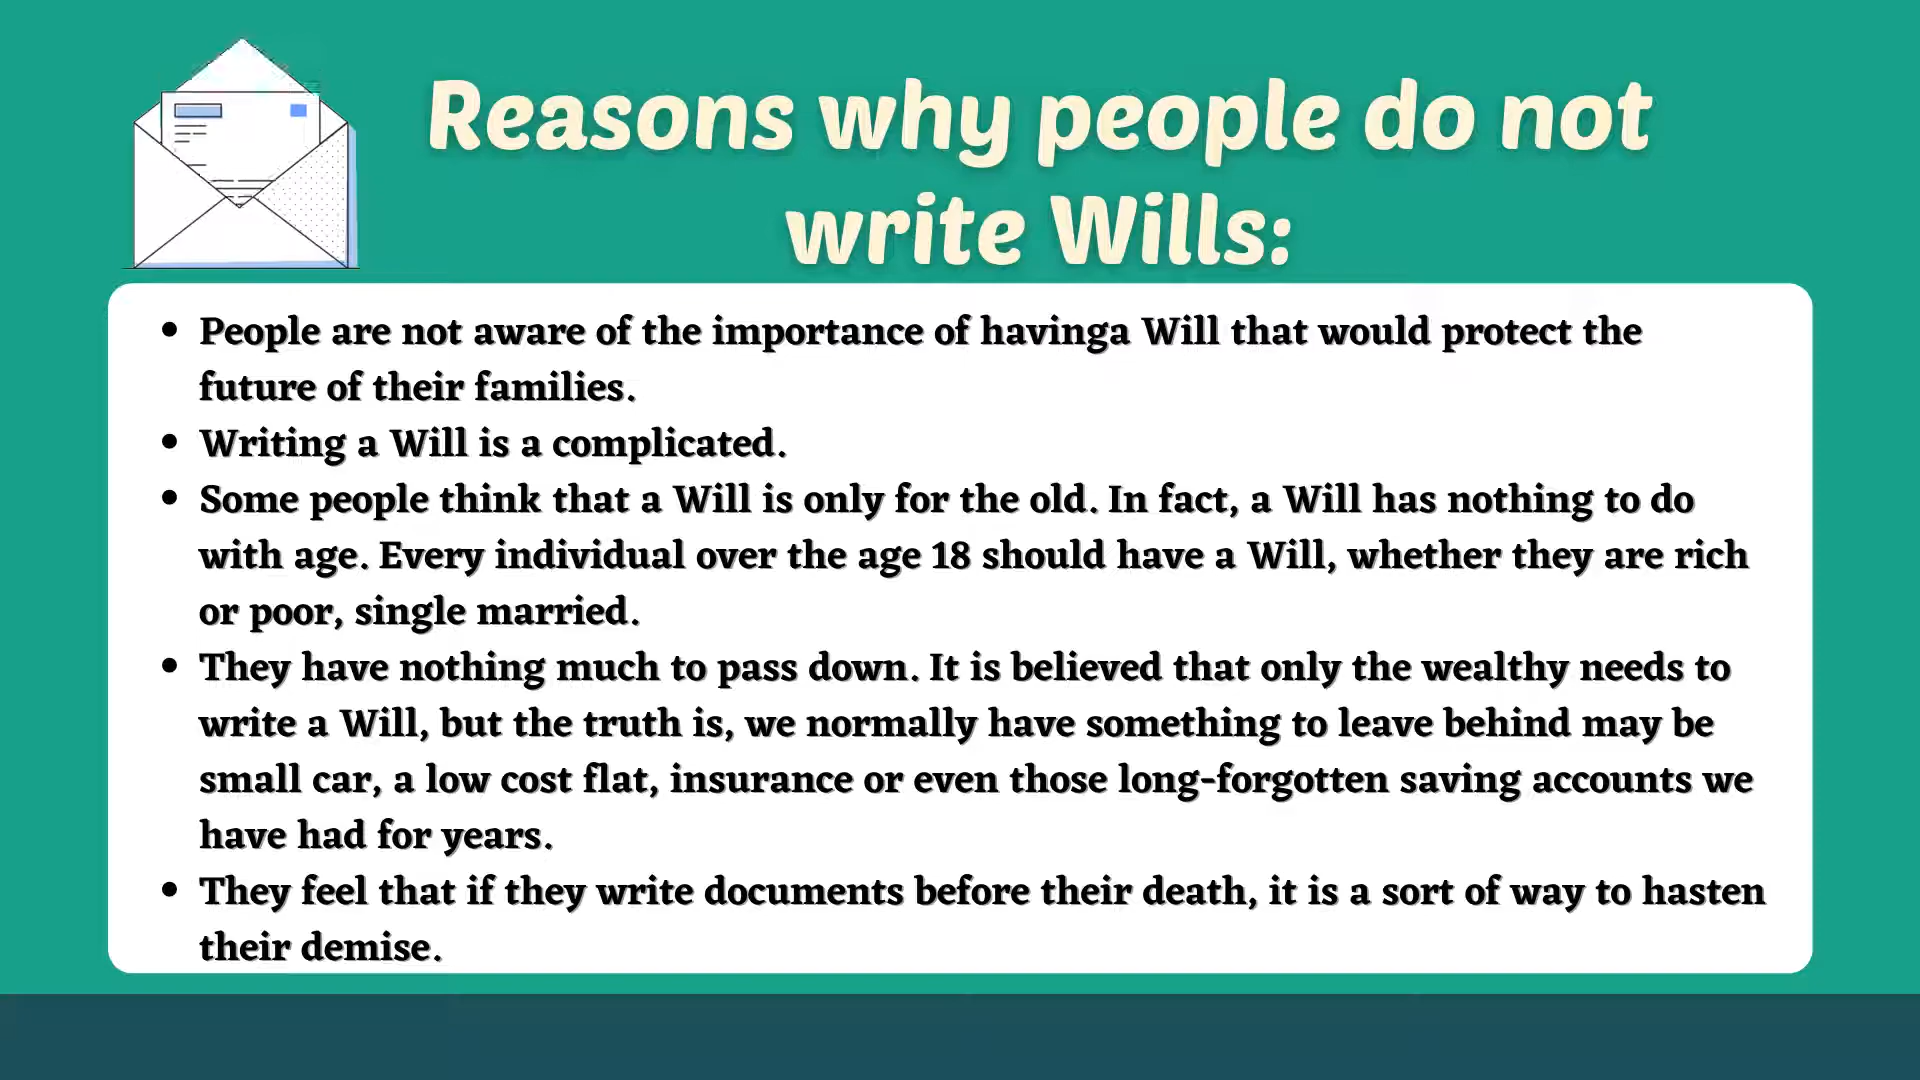 Reasons why people do not
write Wills:
• People are not aware of the importance of havinga Will that would protect the
future of their families.
• Writing a Will is a complicated.
• Some people think that a Will is only for the old. In fact, a Will has nothing to do
with age. Every individual over the age 18 should have a Will, whether they are rich
or poor, single married.
• They have nothing much to pass down. It is believed that only the wealthy needs to
write a Will, but the truth is, we normally have something to leave behind may be
small car, a low cost flat, insurance or even those long-forgotten saving accounts we
have had for years.
• They feel that if they write documents before their death, it is a sort of way to hasten
their demise.